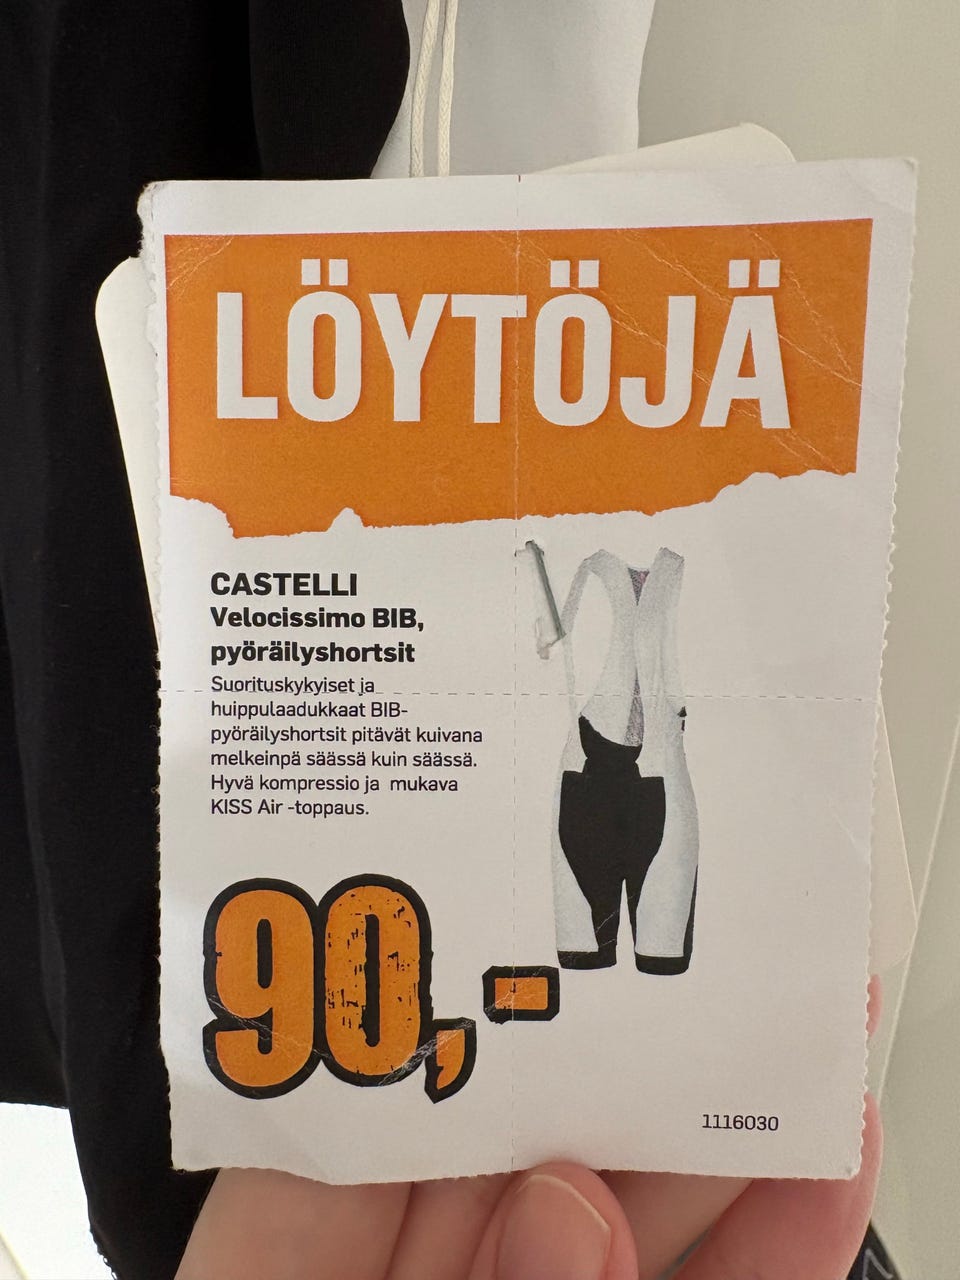 LÖYTÖJÄ
CASTELLI
Velocissimo BIB,
pyöräilyshortsit
Suorituskykyiset ja
huippulaadukkaat BIB-
pyöräilyshortsit pitävät kuivana
melkeinpä säässä kuin säässä.
Hyvä kompressio ja mukava
KISS Air -toppaus.
90,-
1116030